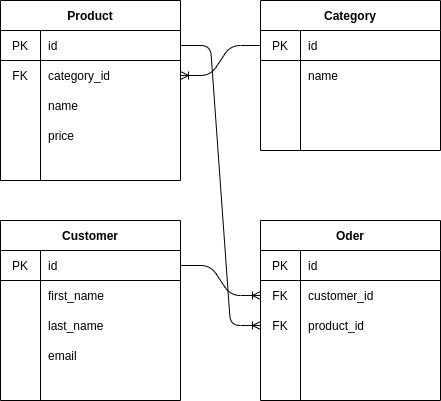 Product
PK id
FK category_id
name
price
Category
PK id
name
Customer
PK id
first_name
last_name
email
Oder
PK id
FK customer_id
FK product_id